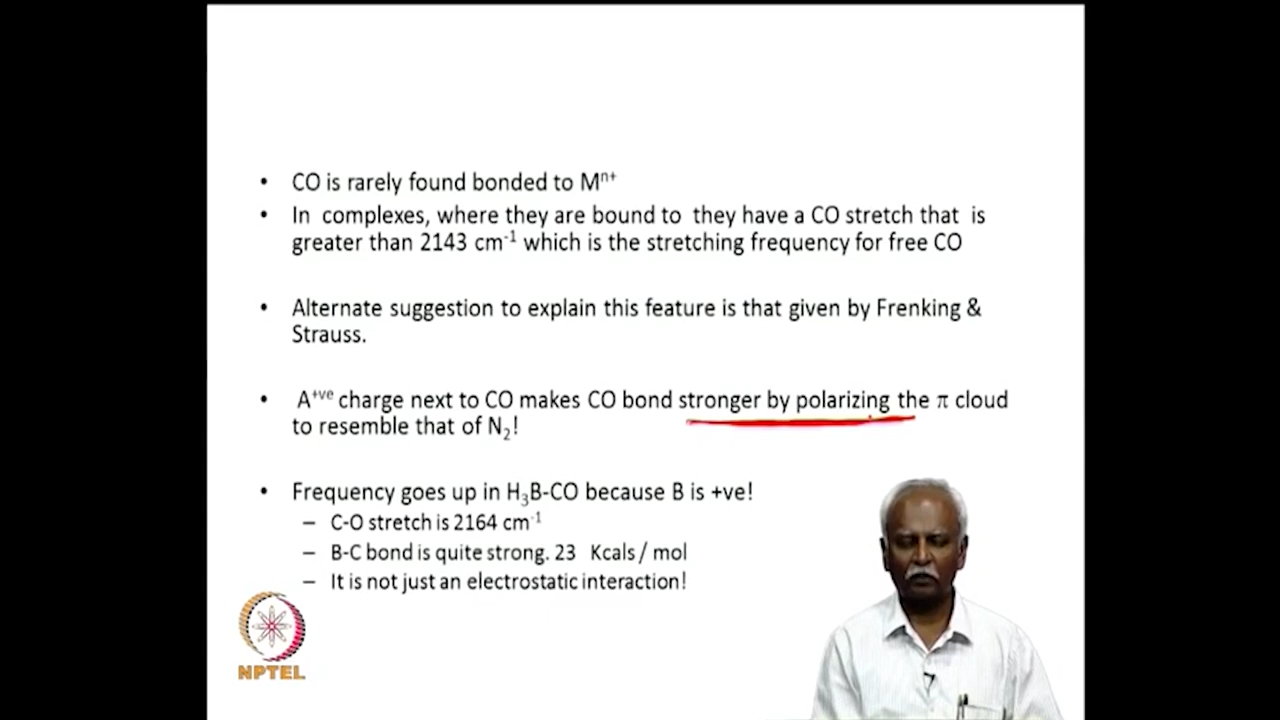 • CO is rarely found bonded to Mⁿ⁺
• In complexes, where they are bound to they have a CO stretch that is
greater than 2143 cm⁻¹ which is the stretching frequency for free CO
• Alternate suggestion to explain this feature is that given by Frenking &
Strauss.
• A⁺ᵛᵉ charge next to CO makes CO bond stronger by polarizing the π cloud
to resemble that of N₂!
• Frequency goes up in H₃B-CO because B is +ve!
– C-O stretch is 2164 cm⁻¹
– B-C bond is quite strong. 23 Kcals / mol
– It is not just an electrostatic interaction!
NPTEL